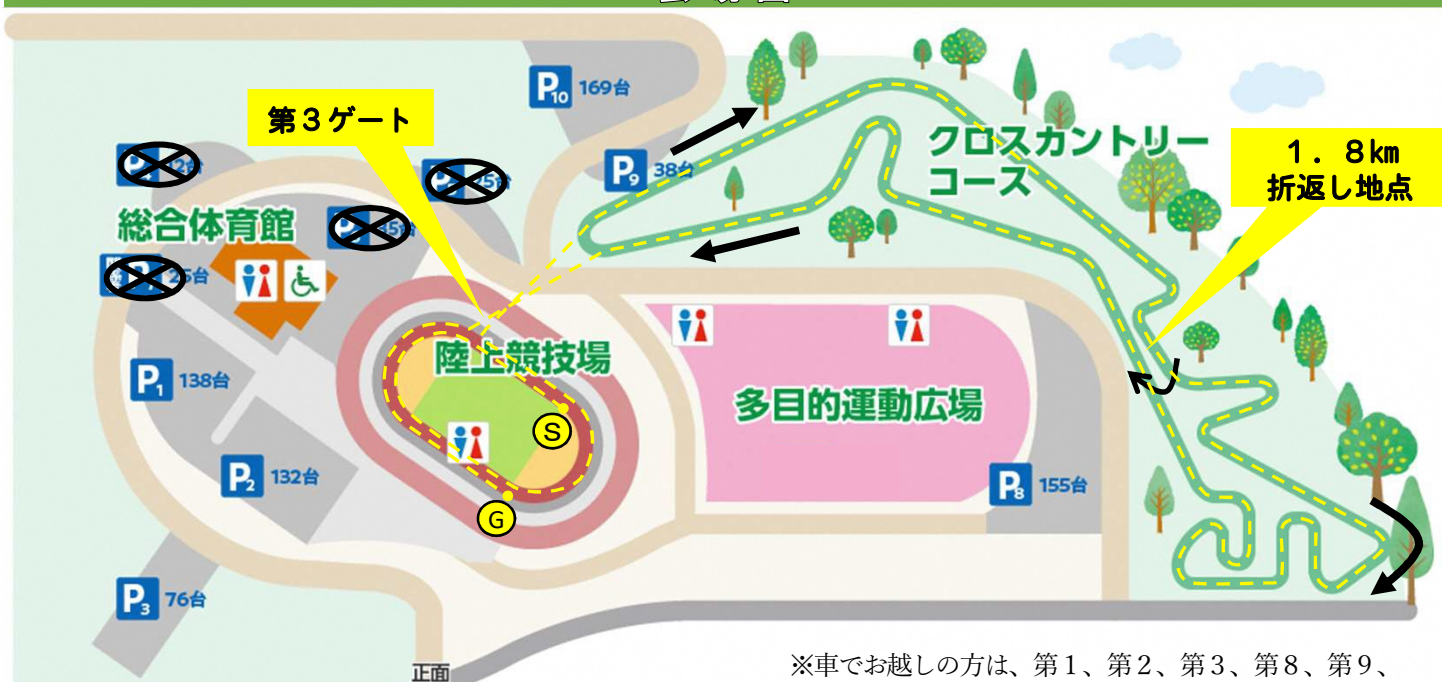 P10 169台
第3ゲート
P9 38台
クロスカントリー
コース
1.8km
折返し地点
総合体育館
陸上競技場
S
多目的運動広場
P1 138台
P2 132台
P8 155台
G
P3 76台
正面
※車でお越しの方は、第1、第2、第3、第8、第9、